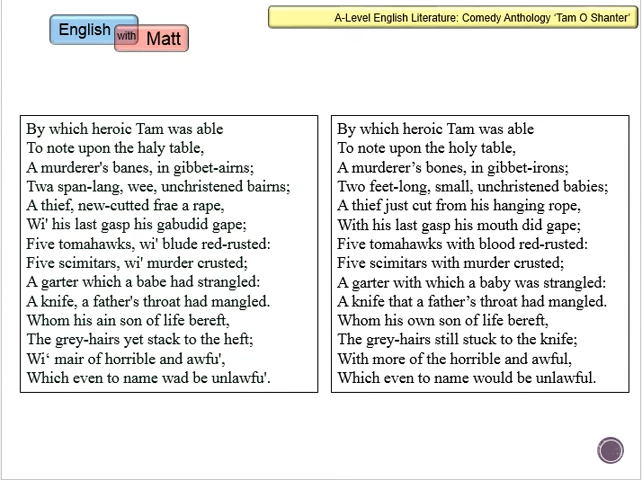 English
with
Matt
A-Level English Literature: Comedy Anthology ‘Tam O Shanter’
By which heroic Tam was able
To note upon the haly table,
A murderer's banes, in gibbet-airns;
Twa span-lang, wee, unchristened bairns;
A thief, new-cutted frae a rape,
Wi' his last gasp his gabudid gape;
Five tomahawks, wi' blude red-rusted:
Five scimitars, wi' murder crusted;
A garter which a babe had strangled:
A knife, a father's throat had mangled.
Whom his ain son of life bereft,
The grey-hairs yet stack to the heft;
Wi‘ mair of horrible and awfu',
Which even to name wad be unlawfu'.
By which heroic Tam was able
To note upon the holy table,
A murderer’s bones, in gibbet-irons;
Two feet-long, small, unchristened babies;
A thief just cut from his hanging rope,
With his last gasp his mouth did gape;
Five tomahawks with blood red-rusted:
Five scimitars with murder crusted;
A garter with which a baby was strangled:
A knife that a father’s throat had mangled.
Whom his own son of life bereft,
The grey-hairs still stuck to the knife;
With more of the horrible and awful,
Which even to name would be unlawful.